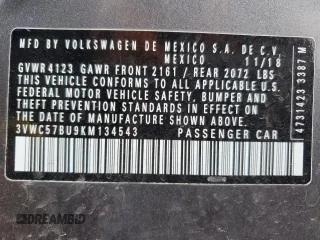 MFD BY VOLKSWAGEN DE MEXICO S.A. DE C.V.
MEXICO 11/18
GVWR 4123 GAWR FRONT 2161 / REAR 2072 LBS
THIS VEHICLE CONFORMS TO ALL APPLICABLE U.S.
FEDERAL MOTOR VEHICLE SAFETY, BUMPER, AND
THEFT PREVENTION STANDARDS IN EFFECT ON THE
DATE OF MANUFACTURE SHOWN ABOVE.
3VWC57BU9KM134543 PASSENGER CAR
4731423 3387 M
DREAMBID